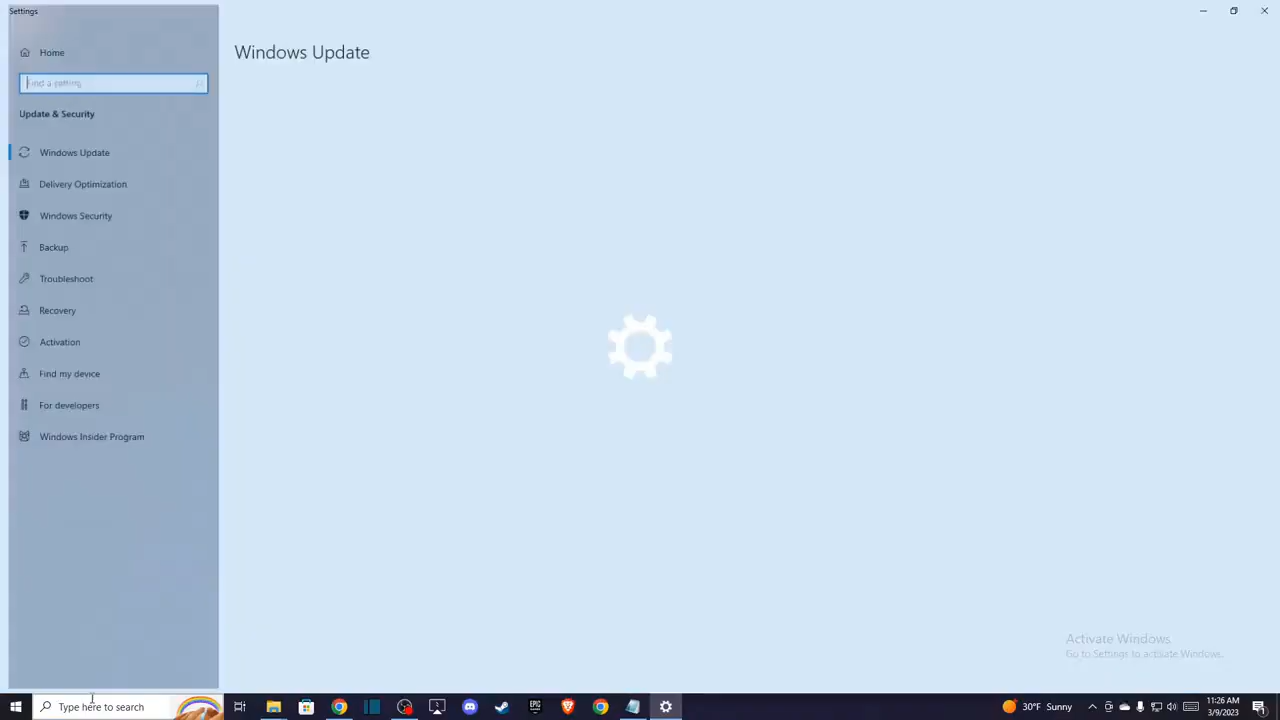 Settings
Home
Find a setting
Update & Security
Windows Update
Delivery Optimization
Windows Security
Backup
Troubleshoot
Recovery
Activation
Find my device
For developers
Windows Insider Program
Windows Update
Activate Windows
Go to Settings to activate Windows.
Type here to search
EPIC
30°F Sunny
11:26 AM
3/9/2023